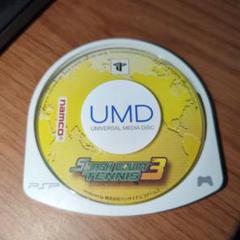 namco
UMD
UNIVERSAL MEDIA DISC
SMASH COURT
TENNIS 3
PSP